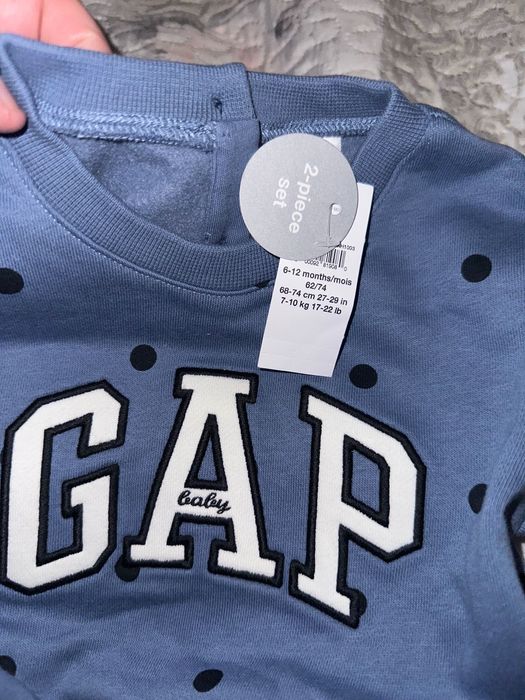 2-piece
set
6-12 months/mois
62/74
68-74 cm 27-29 in
7-10 kg 17-22 lb
GAP
baby